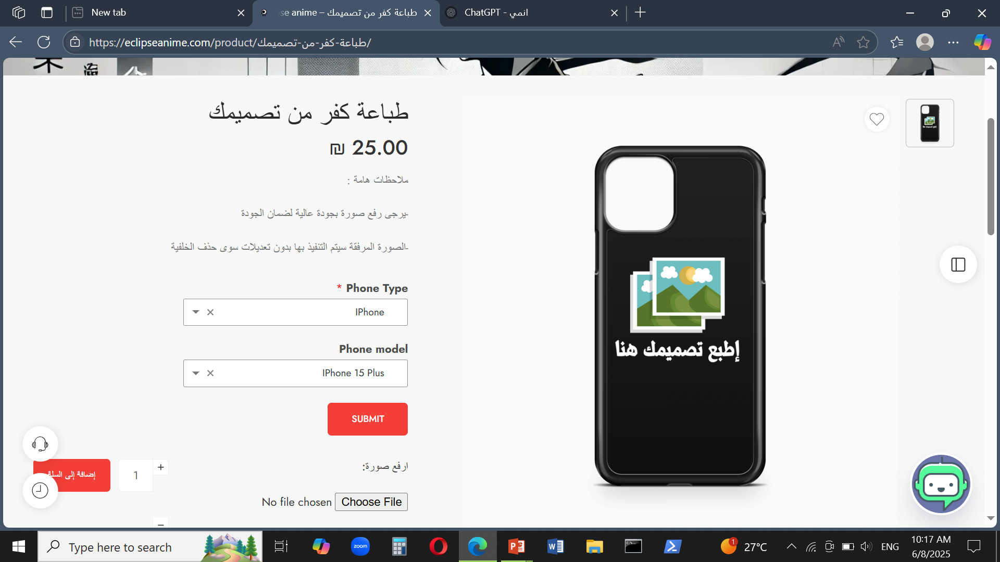 New tab
se anime – طباعة كفر من تصميمك
ChatGPT - انمي
https://eclipseanime.com/product/طباعة-كفر-من-تصميمك/
طباعة كفر من تصميمك
25.00 ₪
ملاحظات هامة :
-يرجى رفع صورة بجودة عالية لضمان الجودة
-الصورة المرفقة سيتم التنفيذ بها بدون تعديلات سوى حذف الخلفية
* Phone Type
IPhone
Phone model
IPhone 15 Plus
SUBMIT
إطبع تصميمك هنا
ارفع صورة:
+
1
إضافة إلى السلة
Choose File No file chosen
-
Type here to search
zoom
1
27°C
ENG
10:17 AM
6/8/2025